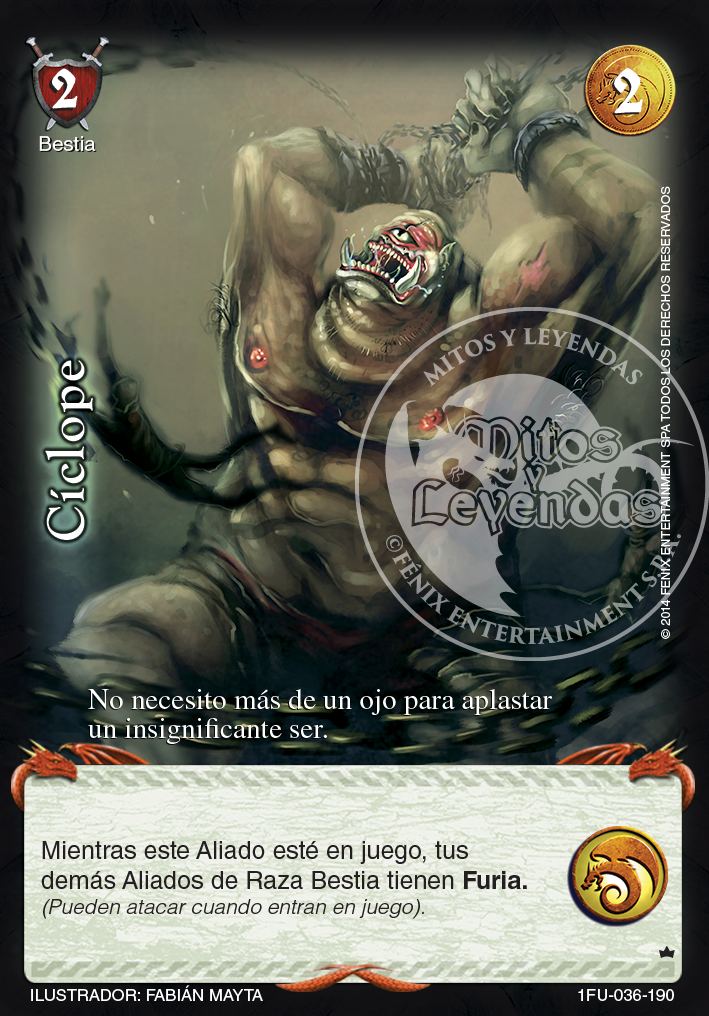 2
2
Bestia
Cíclope
MITOS Y LEYENDAS
Mitos
y
Leyendas
© FÉNIX ENTERTAINMENT S.P.A.
© 2014 FÉNIX ENTERTAINMENT SPA TODOS LOS DERECHOS RESERVADOS
No necesito más de un ojo para aplastar
un insignificante ser.
Mientras este Aliado esté en juego, tus
demás Aliados de Raza Bestia tienen Furia.
(Pueden atacar cuando entran en juego).
ILUSTRADOR: FABIÁN MAYTA
1FU-036-190